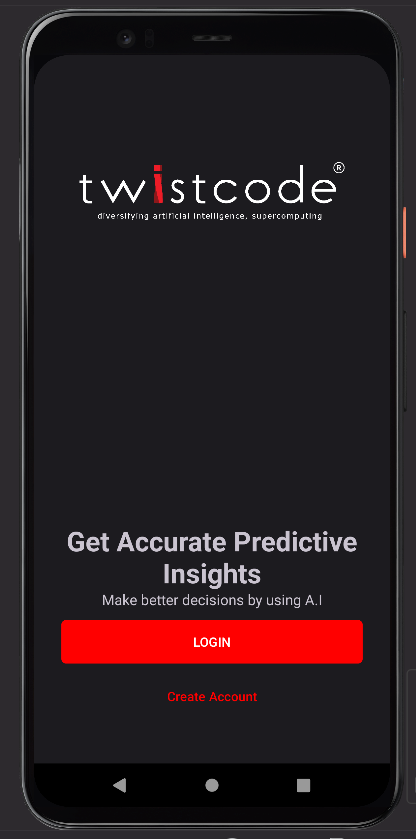 twistcode®
diversifying artificial intelligence, supercomputing
Get Accurate Predictive
Insights
Make better decisions by using A.I
LOGIN
Create Account